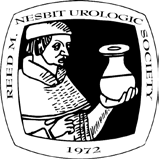 REED M. NESBIT UROLOGIC SOCIETY
1972